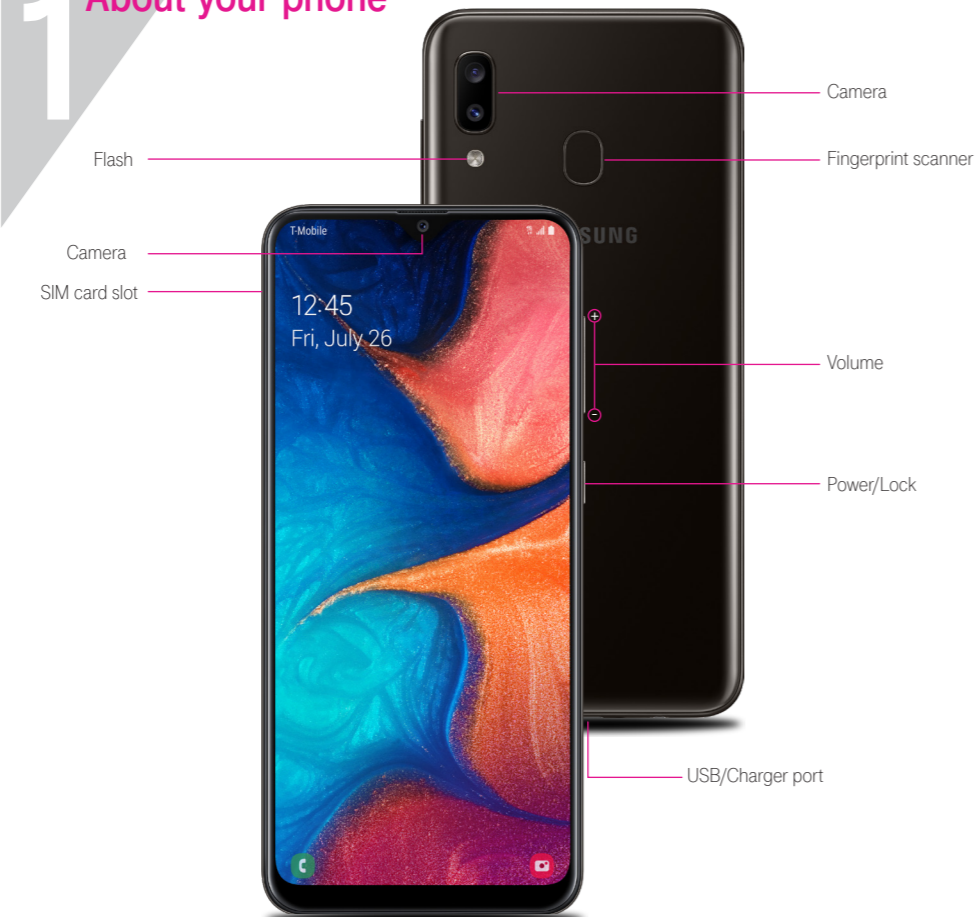 1
About your phone
Camera
Flash
Fingerprint scanner
T-Mobile
SUNG
Camera
SIM card slot
12:45
Fri, July 26
+
Volume
-
Power/Lock
USB/Charger port